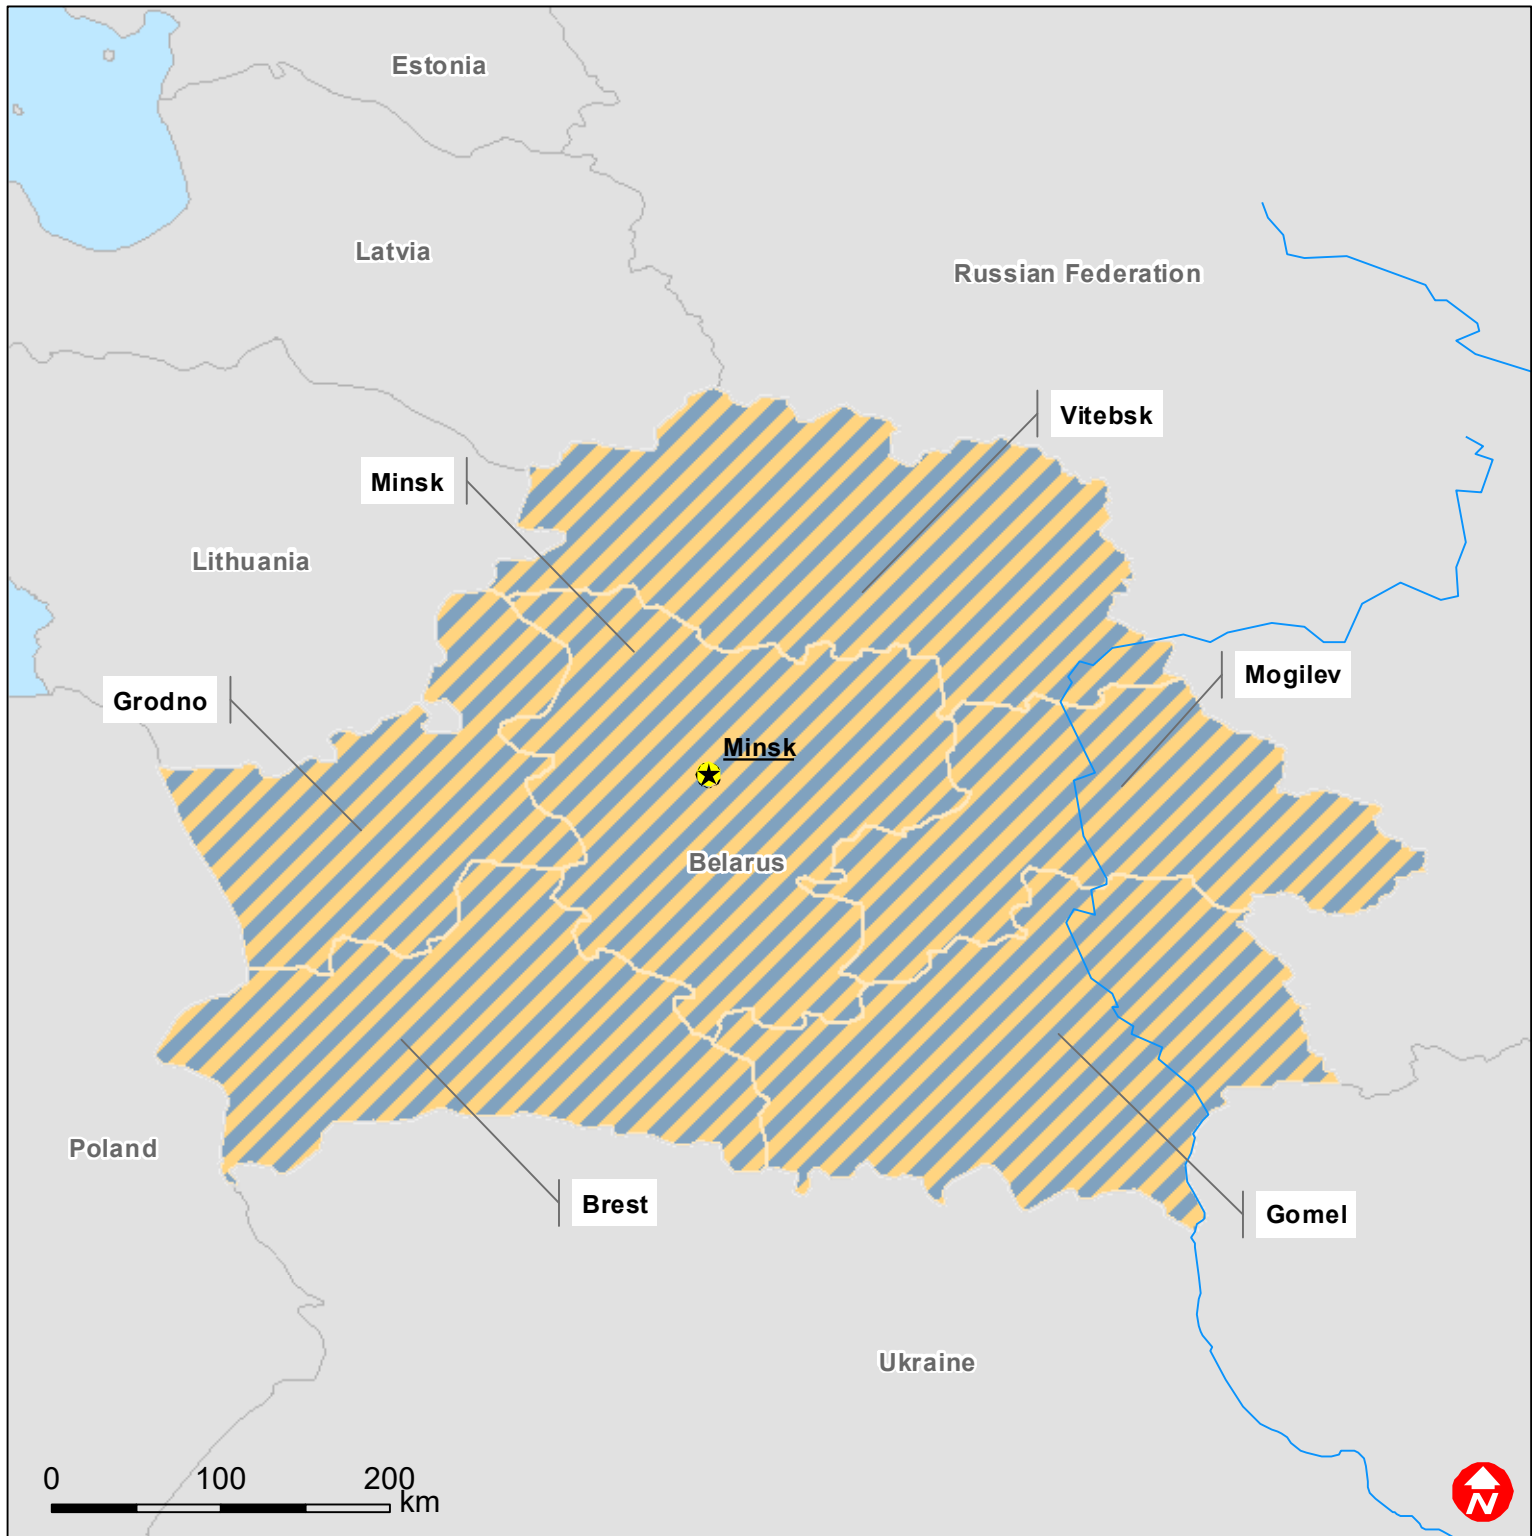 Estonia
Latvia
Russian Federation
Vitebsk
Minsk
Lithuania
Mogilev
Grodno
Minsk
Belarus
Poland
Brest
Gomel
Ukraine
0 100 200
km
N